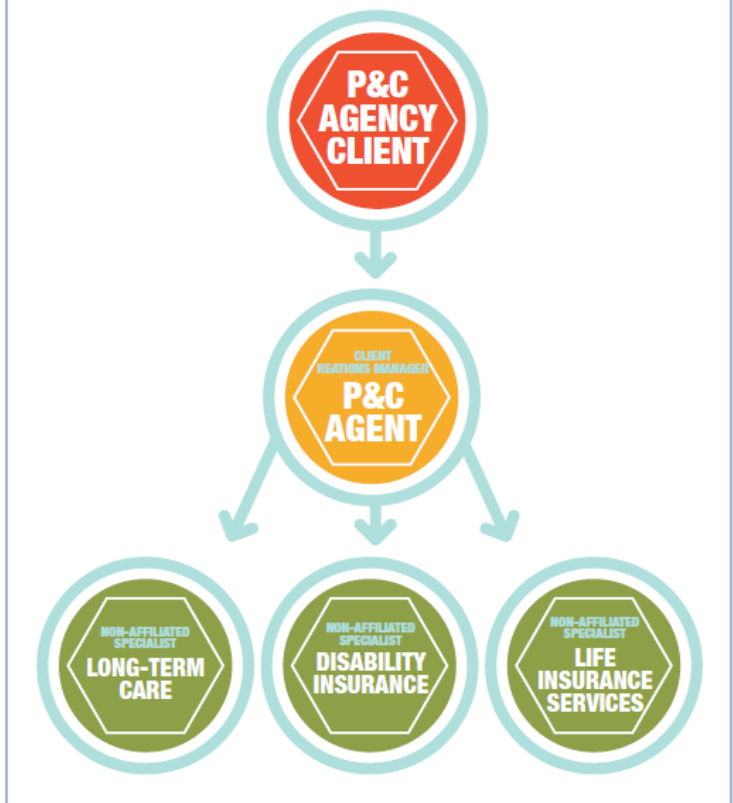 P&C
AGENCY
CLIENT
CLIENT
REATIONS MANAGER
P&C
AGENT
NON-AFFILIATED
SPECIALIST
LONG-TERM
CARE
NON-AFFILIATED
SPECIALIST
DISABILITY
INSURANCE
NON-AFFILIATED
SPECIALIST
LIFE
INSURANCE
SERVICES